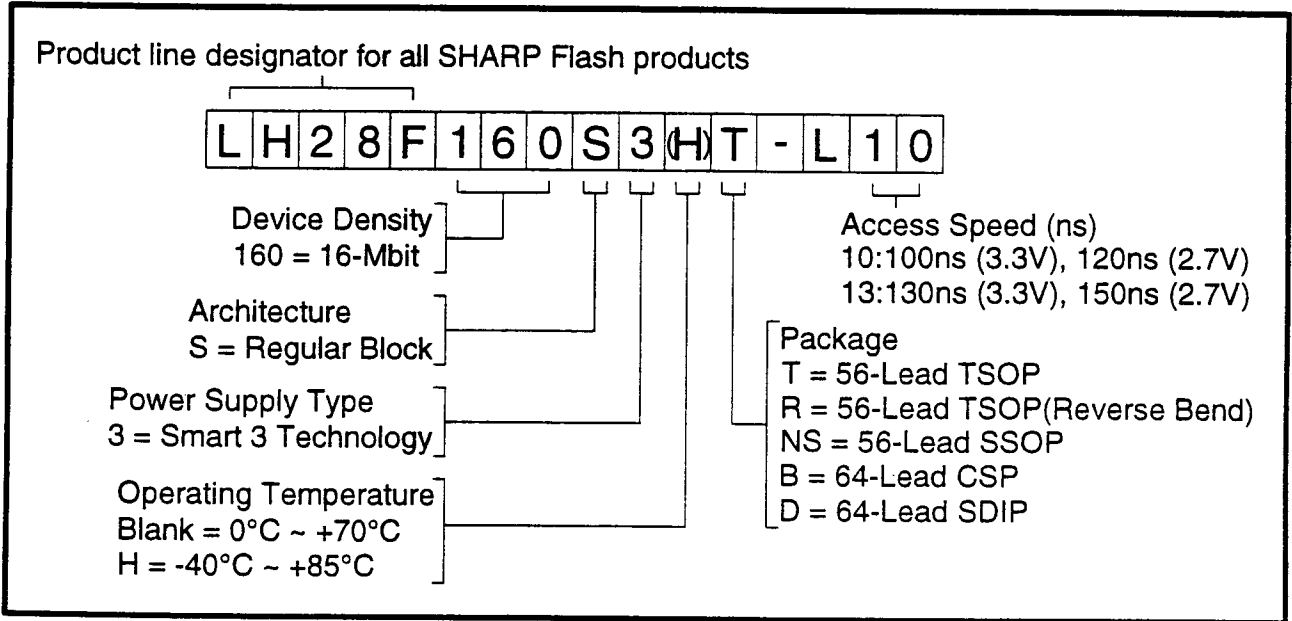 Product line designator for all SHARP Flash products
LH28F160S3(H)T-L10
Device Density
160 = 16-Mbit
Architecture
S = Regular Block
Power Supply Type
3 = Smart 3 Technology
Operating Temperature
Blank = 0°C ~ +70°C
H = -40°C ~ +85°C
Access Speed (ns)
10:100ns (3.3V), 120ns (2.7V)
13:130ns (3.3V), 150ns (2.7V)
Package
T = 56-Lead TSOP
R = 56-Lead TSOP(Reverse Bend)
NS = 56-Lead SSOP
B = 64-Lead CSP
D = 64-Lead SDIP